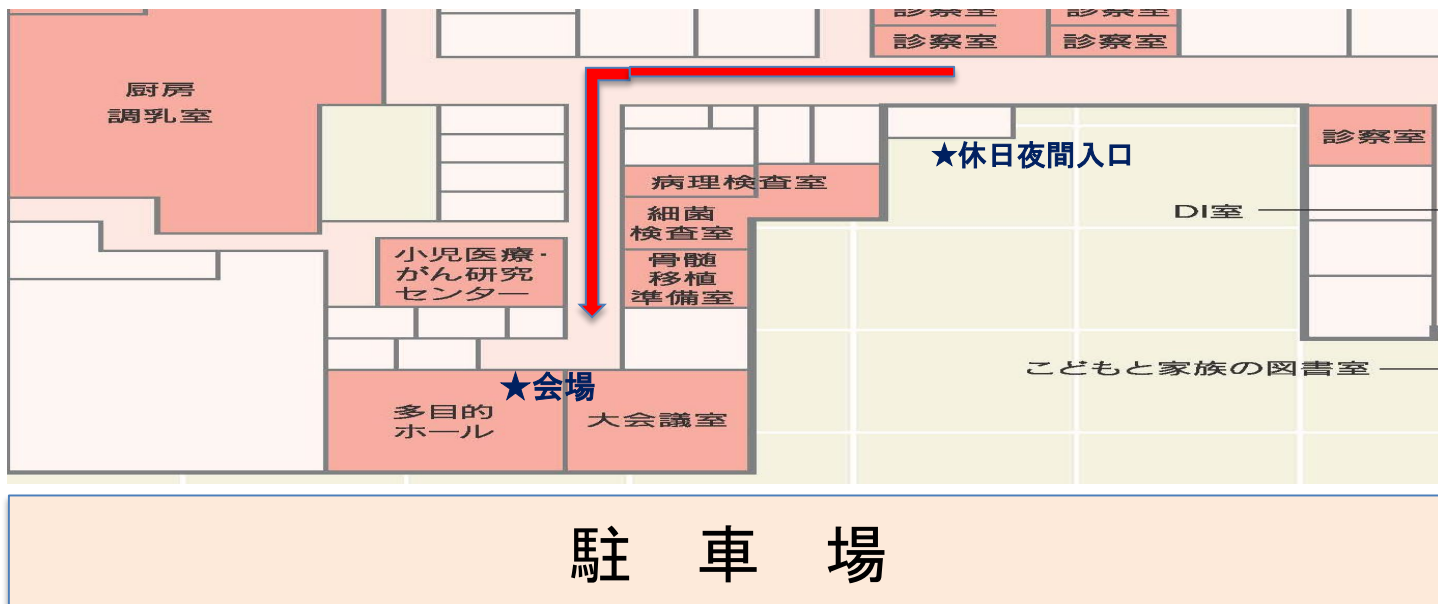 診察室 診察室
診察室 診察室
厨房
調乳室
診察室
★休日夜間入口
病理検査室
DI室
細菌
検査室
小児医療・
がん研究
センター
骨髄
移植
準備室
こどもと家族の図書室
★会場
多目的
ホール
大会議室
駐 車 場